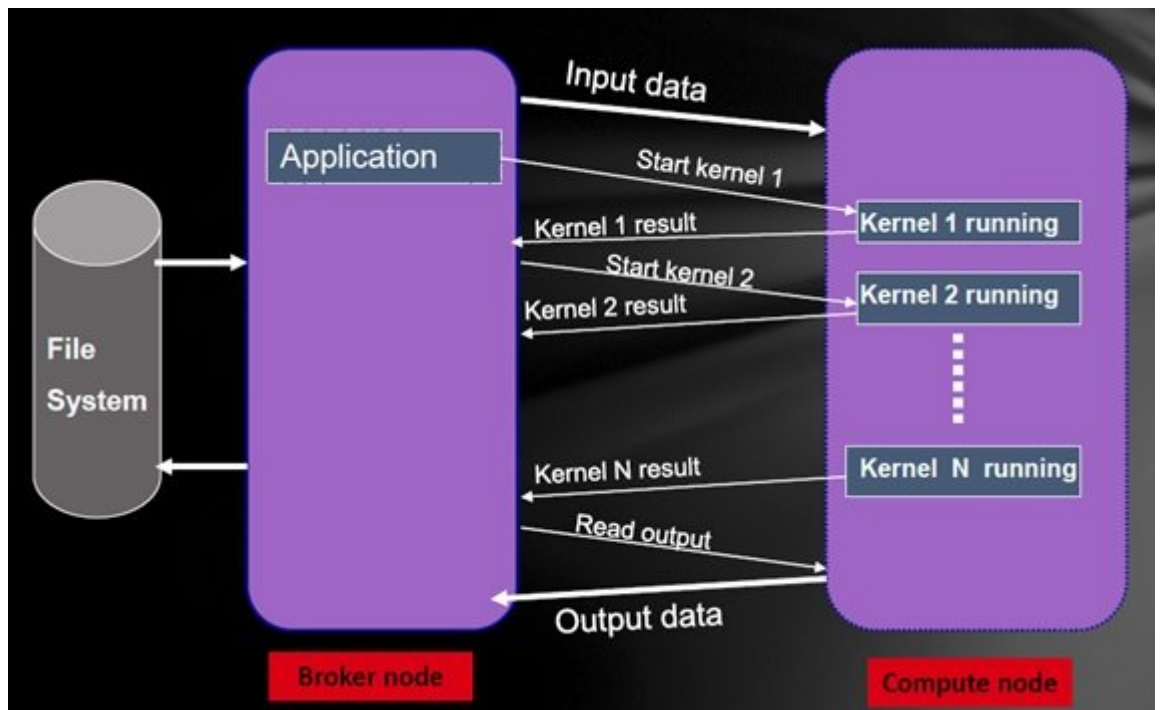 Input data
Application
Start kernel 1
Kernel 1 running
Kernel 1 result
Start kernel 2
Kernel 2 running
Kernel 2 result
File
System
Kernel N running
Kernel N result
Read output
Output data
Broker node
Compute node